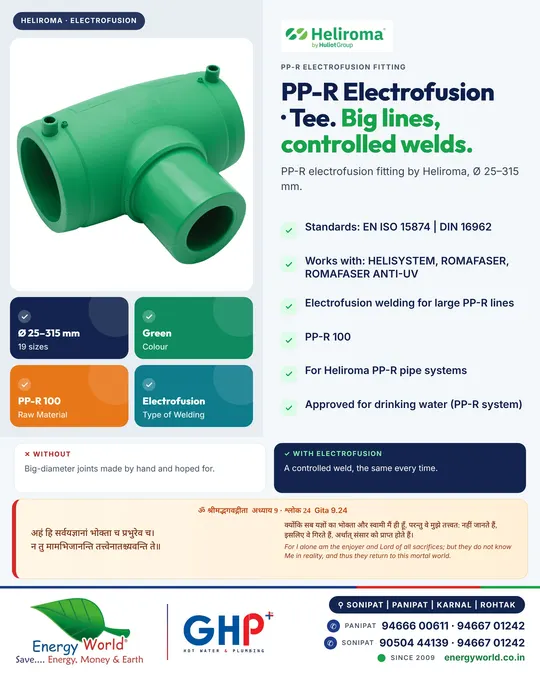 HELIROMA · ELECTROFUSION
Heliroma
by HuliotGroup
PP-R ELECTROFUSION FITTING
PP-R Electrofusion
· Tee. Big lines,
controlled welds.
PP-R electrofusion fitting by Heliroma, Ø 25–315
mm.
Standards: EN ISO 15874 | DIN 16962
Works with: HELISYSTEM, ROMAFASER,
ROMAFASER ANTI-UV
Electrofusion welding for large PP-R lines
PP-R 100
For Heliroma PP-R pipe systems
Approved for drinking water (PP-R system)
Ø 25–315 mm
19 sizes
Green
Colour
PP-R 100
Raw Material
Electrofusion
Type of Welding
✕ WITHOUT
Big-diameter joints made by hand and hoped for.
✓ WITH ELECTROFUSION
A controlled weld, the same every time.
ॐ श्रीमद्भगवद्गीता अध्याय 9 · श्लोक 24 Gita 9.24
अहं हि सर्वयज्ञानां भोक्ता च प्रभुरेव च।
न तु मामभिजानन्ति तत्त्वेनातश्च्यवन्ति ते॥
क्योंकि सब यज्ञों का भोक्ता और स्वामी मैं ही हूँ, परन्तु वे मुझे तत्त्वतः नहीं जानते हैं,
इसलिए वे गिरते हैं, अर्थात् संसार को प्राप्त होते हैं।
For I alone am the enjoyer and Lord of all sacrifices; but they do not know
Me in reality, and thus they return to this mortal world.
Energy World
Save.... Energy, Money & Earth
GHP+
HOT WATER & PLUMBING
SONIPAT | PANIPAT | KARNAL | ROHTAK
PANIPAT 94666 00611 · 94667 01242
SONIPAT 90504 44139 · 94667 01242
SINCE 2009 energyworld.co.in